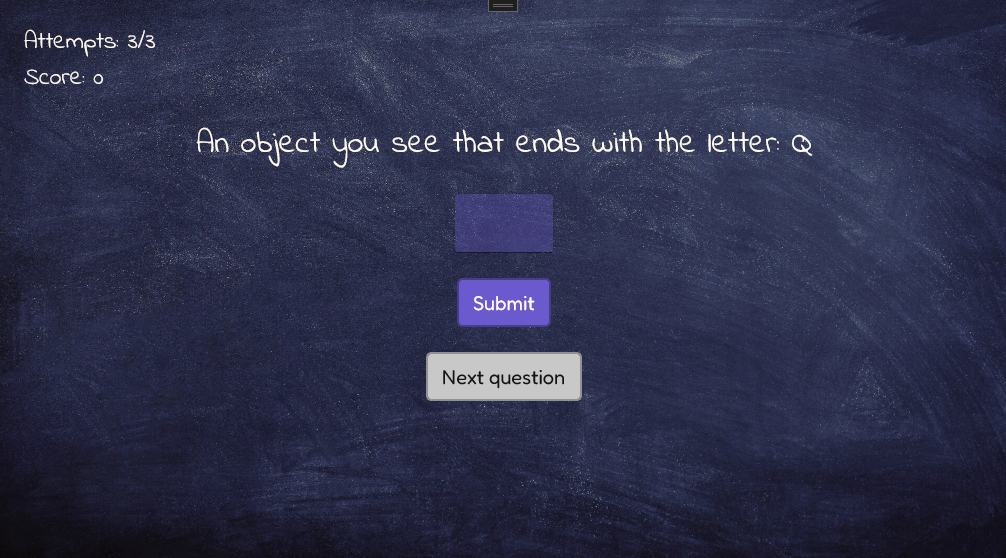 Attempts: 3/3
Score: 0
An object you see that ends with the letter: Q
Submit
Next question